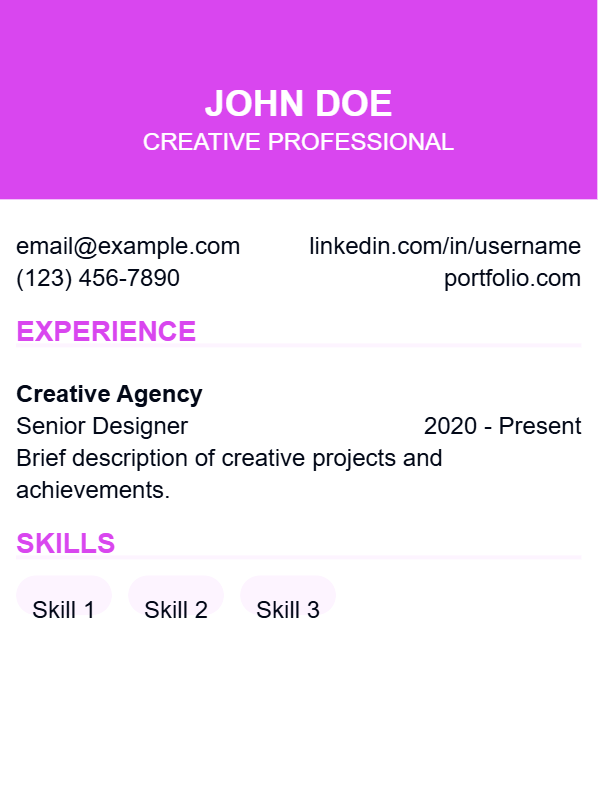 JOHN DOE
CREATIVE PROFESSIONAL
email@example.com linkedin.com/in/username
(123) 456-7890 portfolio.com
EXPERIENCE
Creative Agency
Senior Designer 2020 - Present
Brief description of creative projects and
achievements.
SKILLS
Skill 1 Skill 2 Skill 3